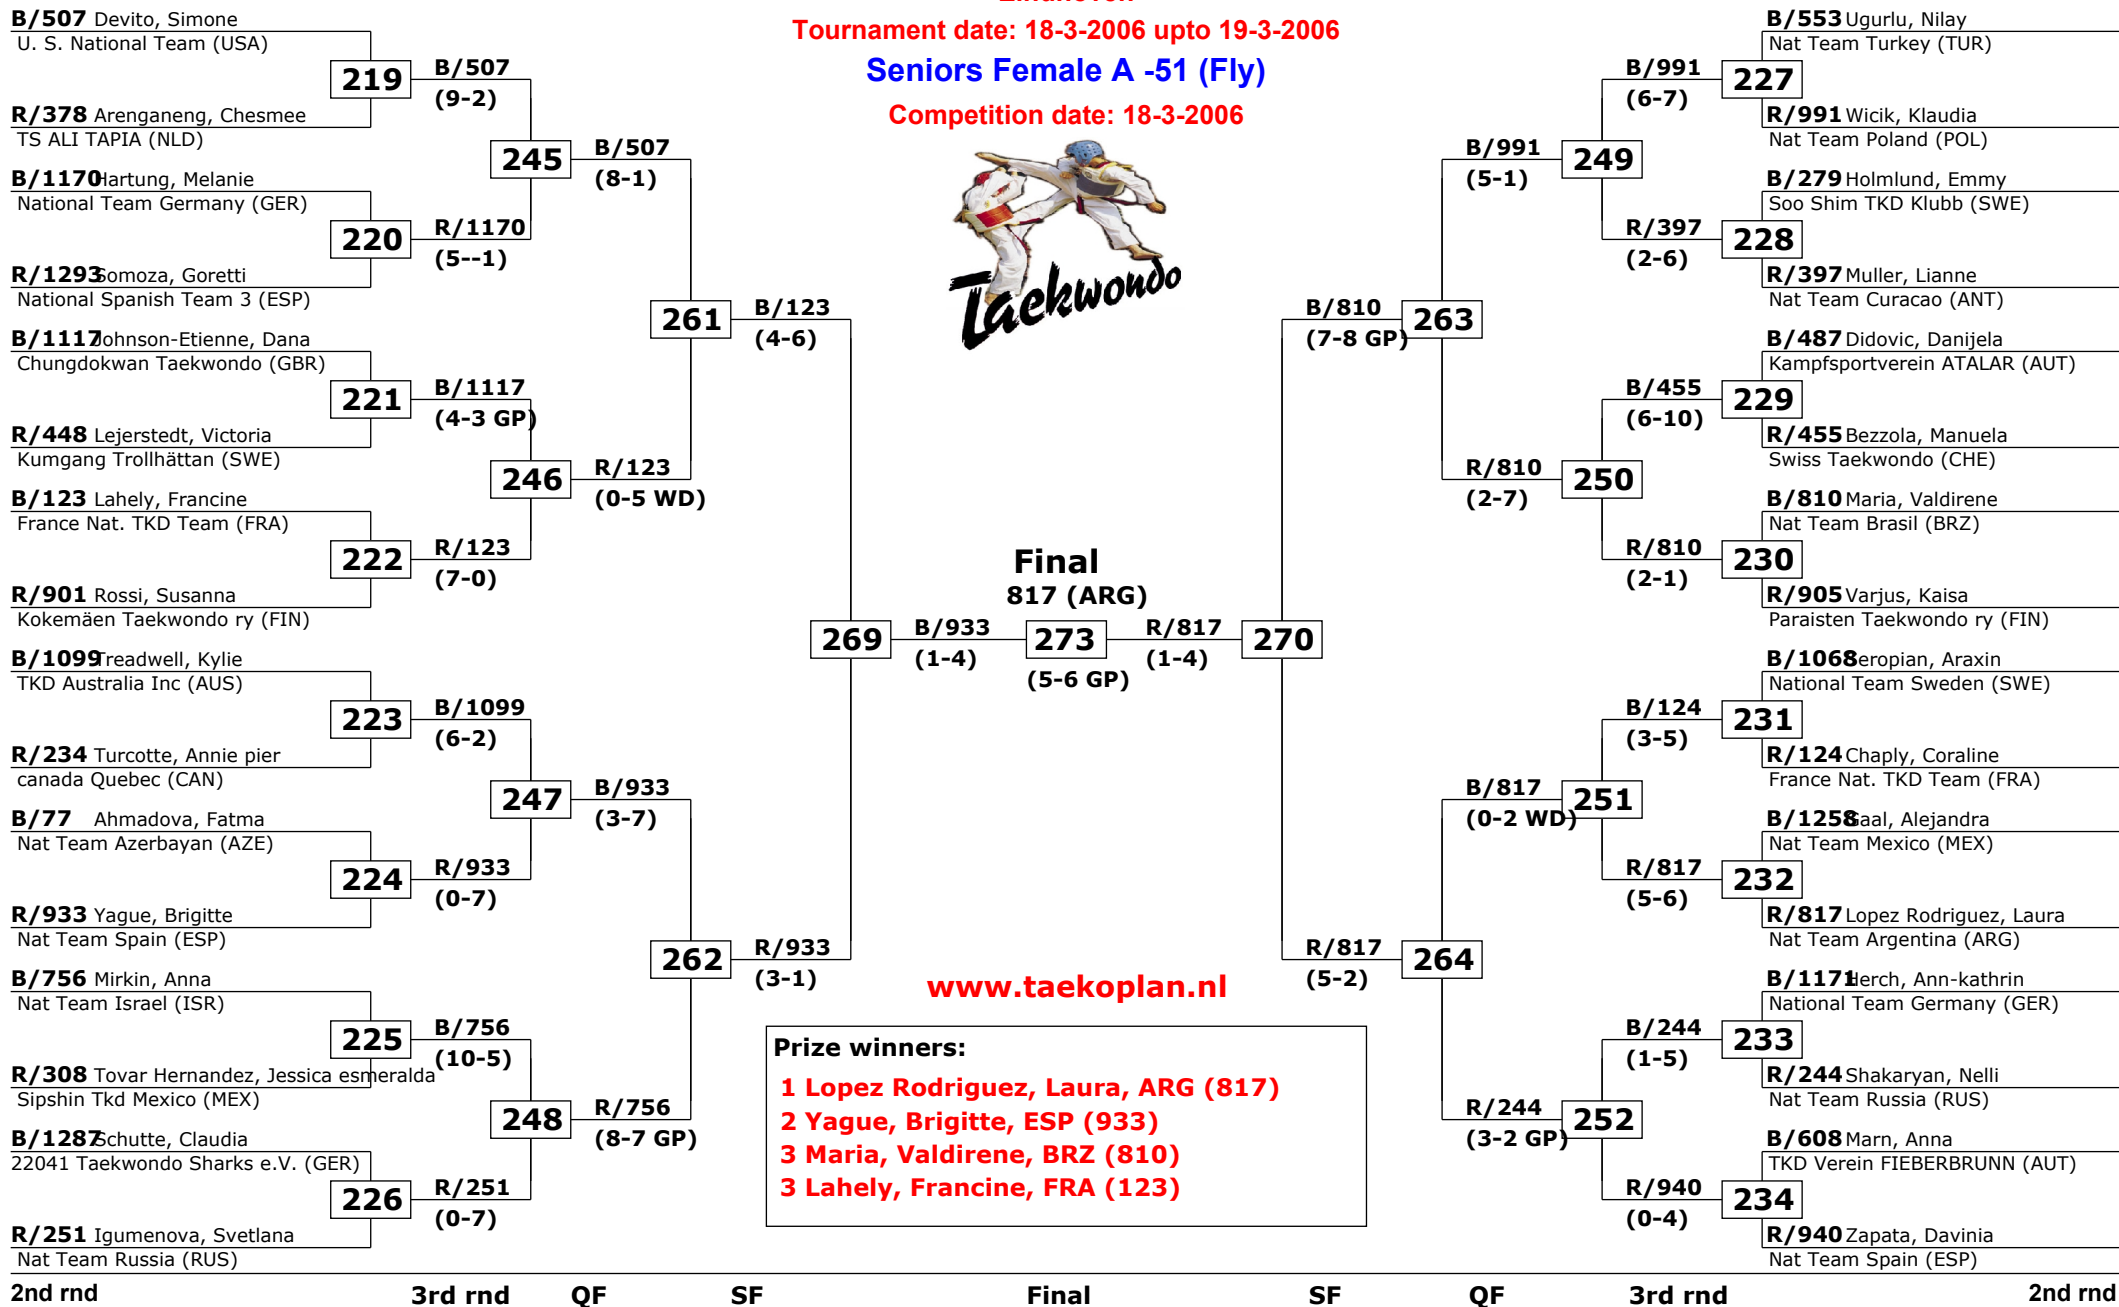 Tournament date: 18-3-2006 upto 19-3-2006
Seniors Female A -51 (Fly)
Competition date: 18-3-2006
Taekwondo
B/507 Devito, Simone
U. S. National Team (USA)
219
B/507
(9-2)
R/378 Arenganeng, Chesmee
TS ALI TAPIA (NLD)
245
B/507
(8-1)
B/1170 Hartung, Melanie
National Team Germany (GER)
220
R/1170
(5--1)
R/1293 Somoza, Goretti
National Spanish Team 3 (ESP)
261
B/123
(4-6)
B/1117 Johnson-Etienne, Dana
Chungdokwan Taekwondo (GBR)
221
B/1117
(4-3 GP)
R/448 Lejerstedt, Victoria
Kumgang Trollhättan (SWE)
246
R/123
(0-5 WD)
B/123 Lahely, Francine
France Nat. TKD Team (FRA)
222
R/123
(7-0)
R/901 Rossi, Susanna
Kokemäen Taekwondo ry (FIN)
269
B/933
(1-4)
B/1099 Treadwell, Kylie
TKD Australia Inc (AUS)
223
B/1099
(6-2)
R/234 Turcotte, Annie pier
canada Quebec (CAN)
247
B/933
(3-7)
B/77 Ahmadova, Fatma
Nat Team Azerbayan (AZE)
224
R/933
(0-7)
R/933 Yague, Brigitte
Nat Team Spain (ESP)
262
R/933
(3-1)
B/756 Mirkin, Anna
Nat Team Israel (ISR)
225
B/756
(10-5)
R/308 Tovar Hernandez, Jessica esmeralda
Sipshin Tkd Mexico (MEX)
248
R/756
(8-7 GP)
B/1287 Schutte, Claudia
22041 Taekwondo Sharks e.V. (GER)
226
R/251
(0-7)
R/251 Igumenova, Svetlana
Nat Team Russia (RUS)
Final
817 (ARG)
273
(5-6 GP)
R/817
(1-4)
270
B/553 Ugurlu, Nilay
Nat Team Turkey (TUR)
B/991
(6-7)
227
R/991 Wicik, Klaudia
Nat Team Poland (POL)
B/991
(5-1)
249
B/279 Holmlund, Emmy
Soo Shim TKD Klubb (SWE)
R/397
(2-6)
228
R/397 Muller, Lianne
Nat Team Curacao (ANT)
B/810
(7-8 GP)
263
B/487 Didovic, Danijela
Kampfsportverein ATALAR (AUT)
B/455
(6-10)
229
R/455 Bezzola, Manuela
Swiss Taekwondo (CHE)
R/810
(2-7)
250
B/810 Maria, Valdirene
Nat Team Brasil (BRZ)
R/810
(2-1)
230
R/905 Varjus, Kaisa
Paraisten Taekwondo ry (FIN)
B/1068 Seropian, Araxin
National Team Sweden (SWE)
B/124
(3-5)
231
R/124 Chaply, Coraline
France Nat. TKD Team (FRA)
B/817
(0-2 WD)
251
B/1258 Gaal, Alejandra
Nat Team Mexico (MEX)
R/817
(5-6)
232
R/817 Lopez Rodriguez, Laura
Nat Team Argentina (ARG)
R/817
(5-2)
264
B/1171 Herch, Ann-kathrin
National Team Germany (GER)
B/244
(1-5)
233
R/244 Shakaryan, Nelli
Nat Team Russia (RUS)
R/244
(3-2 GP)
252
B/608 Marn, Anna
TKD Verein FIEBERBRUNN (AUT)
R/940
(0-4)
234
R/940 Zapata, Davinia
Nat Team Spain (ESP)
www.taekoplan.nl
Prize winners:
1 Lopez Rodriguez, Laura, ARG (817)
2 Yague, Brigitte, ESP (933)
3 Maria, Valdirene, BRZ (810)
3 Lahely, Francine, FRA (123)
2nd rnd 3rd rnd QF SF Final SF QF 3rd rnd 2nd rnd